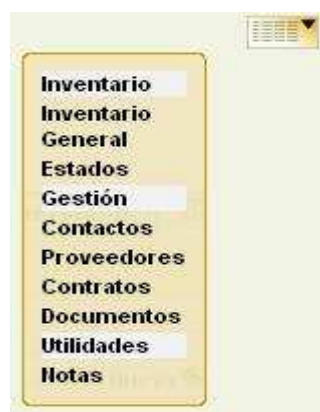 Inventario
Inventario
General
Estados
Gestión
Contactos
Proveedores
Contratos
Documentos
Utilidades
Notas